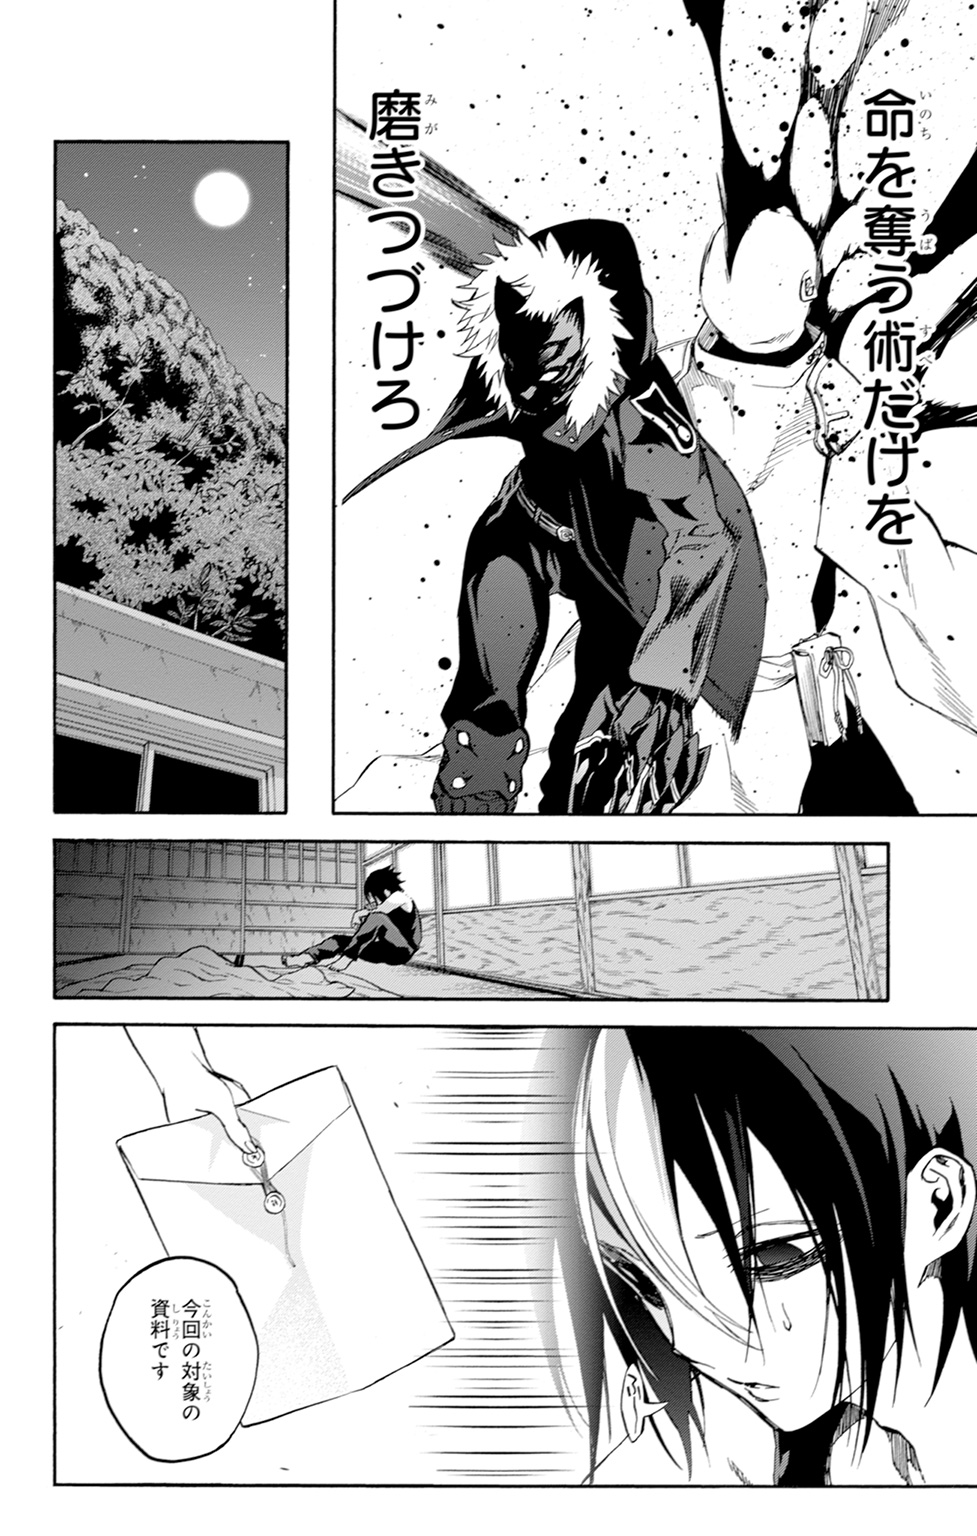 命を奪う術だけを
磨きつづけろ
ふ…
今回の対象の
資料です